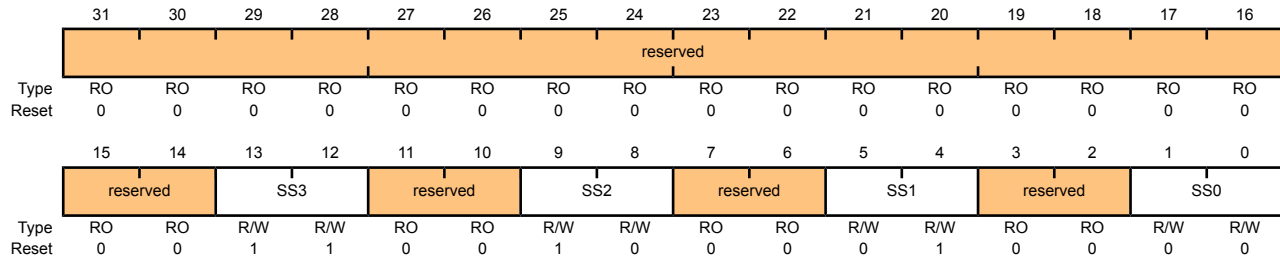 31 30 29 28 27 26 25 24 23 22 21 20 19 18 17 16
reserved
Type RO RO RO RO RO RO RO RO RO RO RO RO RO RO RO RO
Reset 0 0 0 0 0 0 0 0 0 0 0 0 0 0 0 0
15 14 13 12 11 10 9 8 7 6 5 4 3 2 1 0
reserved SS3 reserved SS2 reserved SS1 reserved SS0
Type RO RO R/W R/W RO RO R/W R/W RO RO R/W R/W RO RO R/W R/W
Reset 0 0 1 1 0 0 1 0 0 0 0 1 0 0 0 0